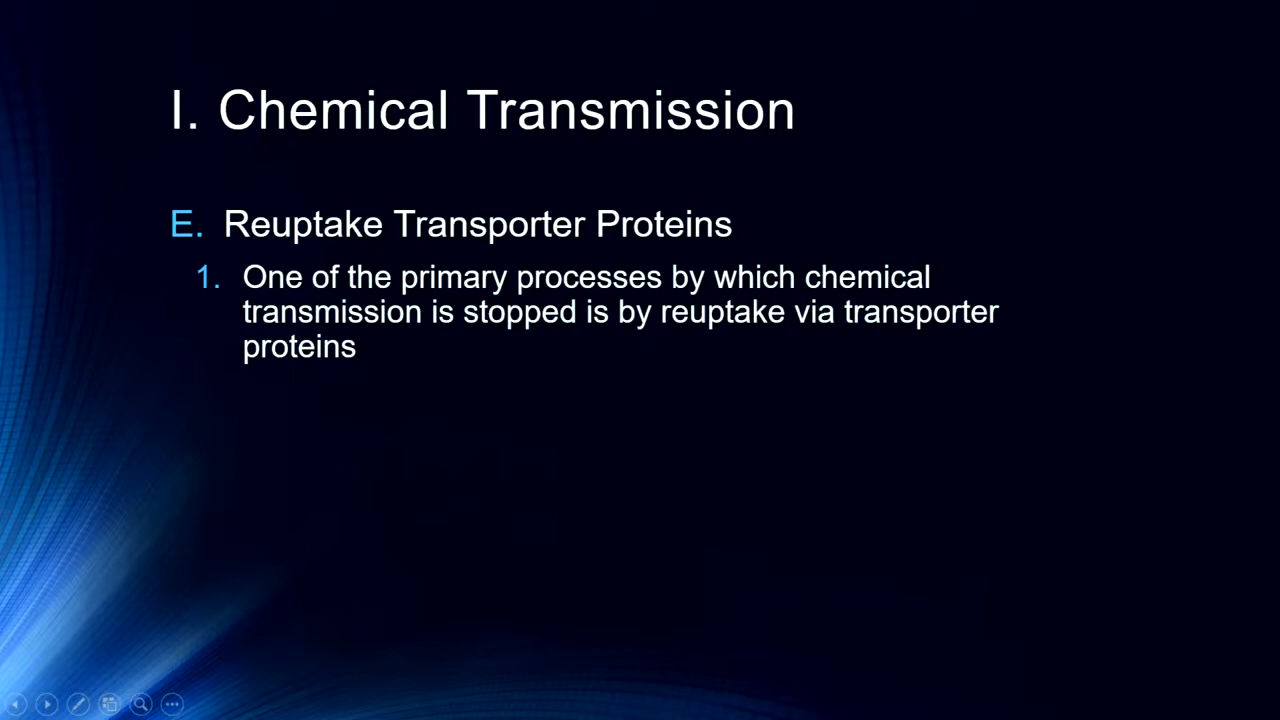 I. Chemical Transmission
E. Reuptake Transporter Proteins
1. One of the primary processes by which chemical
transmission is stopped is by reuptake via transporter
proteins